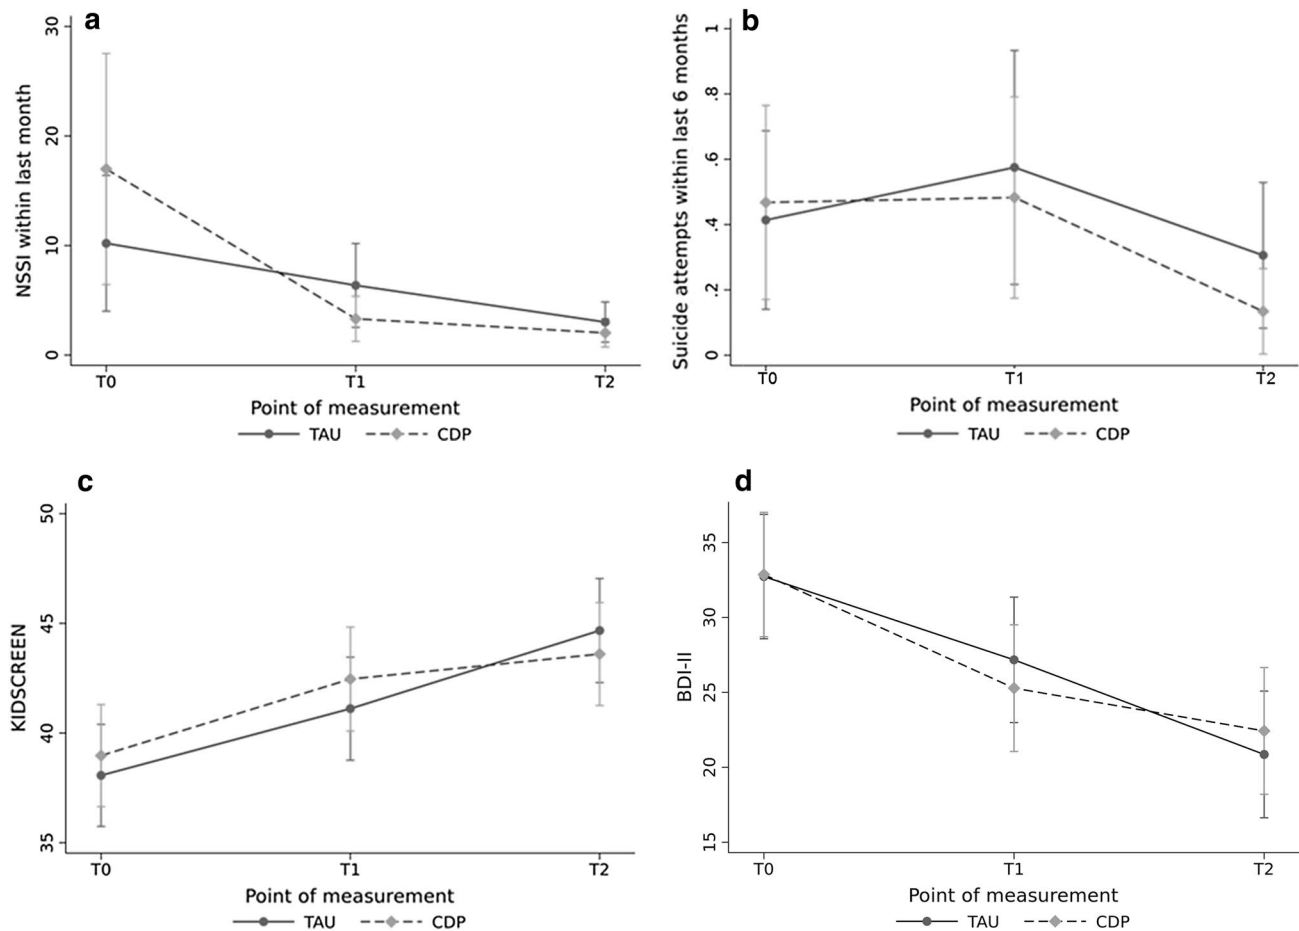 a
NSSI within last month
30
20
10
0
T0 T1 T2
Point of measurement
TAU CDP
b
Suicide attempts within last 6 months
1
.8
.6
.4
.2
0
T0 T1 T2
Point of measurement
TAU CDP
c
KIDSCREEN
50
45
40
35
T0 T1 T2
Point of measurement
TAU CDP
d
BDI-II
35
30
25
20
15
T0 T1 T2
Point of measurement
TAU CDP